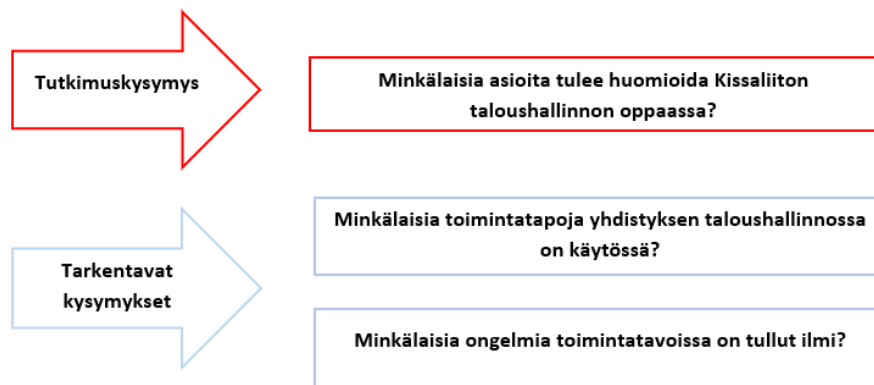 Tutkimuskysymys
Minkälaisia asioita tulee huomioida Kissaliiton
taloushallinnon oppaassa?
Tarkentavat
kysymykset
Minkälaisia toimintatapoja yhdistyksen taloushallinnossa
on käytössä?
Minkälaisia ongelmia toimintatavoissa on tullut ilmi?